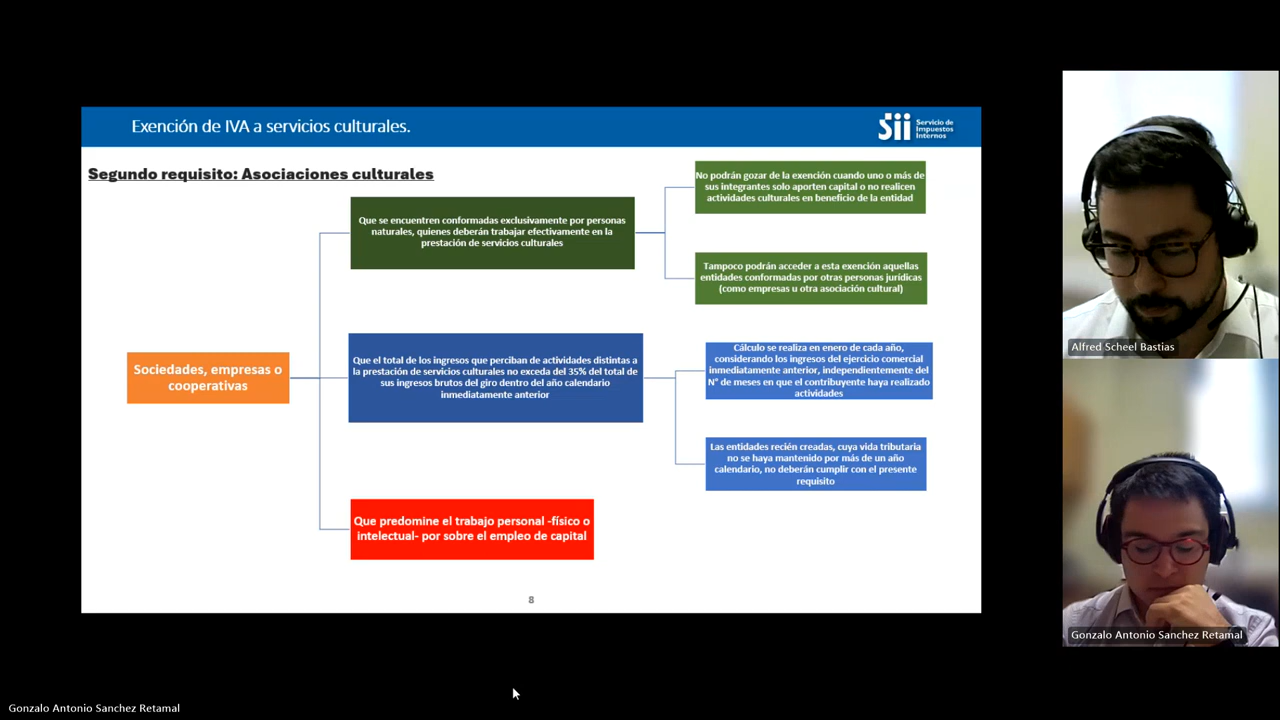 Exención de IVA a servicios culturales.
Sii
Servicio de
Impuestos
Internos
Segundo requisito: Asociaciones culturales
Sociedades, empresas o
cooperativas
Que se encuentren conformadas exclusivamente por personas
naturales, quienes deberán trabajar efectivamente en la
prestación de servicios culturales
No podrán gozar de la exención cuando uno o más de
sus integrantes solo aporten capital o no realicen
actividades culturales en beneficio de la entidad
Tampoco podrán acceder a esta exención aquellas
entidades conformadas por otras personas jurídicas
(como empresas u otra asociación cultural)
Que el total de los ingresos que perciban de actividades distintas a
la prestación de servicios culturales no exceda del 35% del total de
sus ingresos brutos del giro dentro del año calendario
inmediatamente anterior
Cálculo se realiza en enero de cada año,
considerando los ingresos del ejercicio comercial
inmediatamente anterior, independientemente del
N° de meses en que el contribuyente haya realizado
actividades
Las entidades recién creadas, cuya vida tributaria
no se haya mantenido por más de un año
calendario, no deberán cumplir con el presente
requisito
Que predomine el trabajo personal -físico o
intelectual- por sobre el empleo de capital
8
Alfred Scheel Bastias
Gonzalo Antonio Sanchez Retamal
Gonzalo Antonio Sanchez Retamal